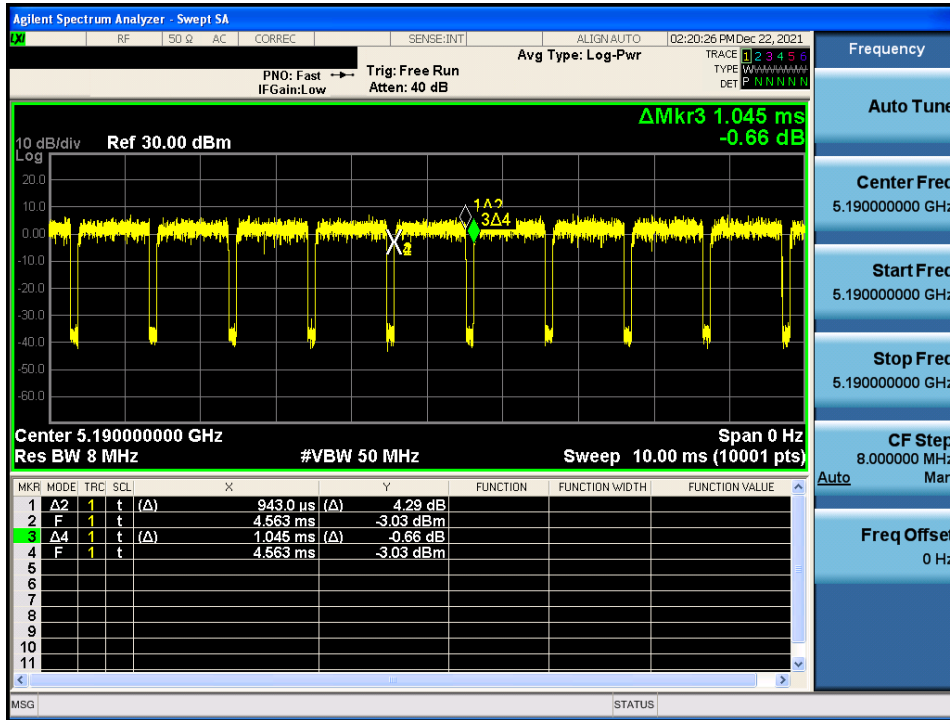 Agilent Spectrum Analyzer - Swept SA
LXI RF 50 Ω AC CORREC SENSE:INT ALIGN AUTO 02:20:26 PM Dec 22, 2021
PNO: Fast
IFGain:Low
Trig: Free Run
Atten: 40 dB
Avg Type: Log-Pwr
TRACE 1 2 3 4 5 6
TYPE W
DET P N N N N N
ΔMkr3 1.045 ms
-0.66 dB
10 dB/div Ref 30.00 dBm
Log
20.0
10.0
0.00
-10.0
-20.0
-30.0
-40.0
-50.0
-60.0
1Δ2
3Δ4
Center 5.190000000 GHz Span 0 Hz
Res BW 8 MHz #VBW 50 MHz Sweep 10.00 ms (10001 pts)
MKR MODE TRC SCL X Y FUNCTION FUNCTION WIDTH FUNCTION VALUE
1 Δ2 1 t (Δ) 943.0 µs (Δ) 4.29 dB
2 F 1 t 4.563 ms -3.03 dBm
3 Δ4 1 t (Δ) 1.045 ms (Δ) -0.66 dB
4 F 1 t 4.563 ms -3.03 dBm
5
6
7
8
9
10
11
MSG STATUS
Frequency
Auto Tune
Center Freq
5.190000000 GHz
Start Freq
5.190000000 GHz
Stop Freq
5.190000000 GHz
CF Step
8.000000 MHz
Auto Man
Freq Offset
0 Hz